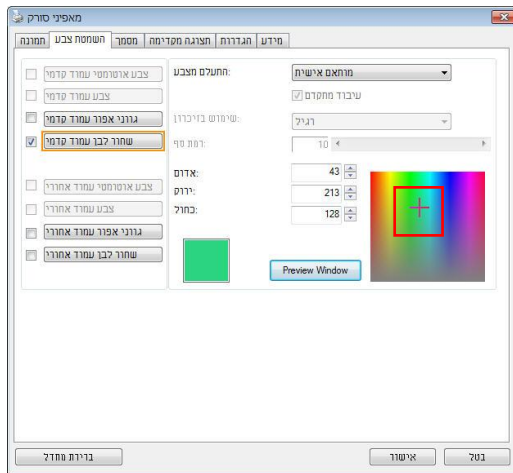 מאפיני סורק
תמונה
השמטת צבע
מסמך
תצוגה מקדימה
הגדרות
מידע
צבע אוטומטי עמוד קדמי
צבע עמוד קדמי
גווני אפור עמוד קדמי
שחור לבן עמוד קדמי
צבע אוטומטי עמוד אחורי
צבע עמוד אחורי
גווני אפור עמוד אחורי
שחור לבן עמוד אחורי
התעלם מצבע:
מותאם אישית
עיבוד מתקדם
שימוש בזיכרון:
רגיל
רמת סף:
10
אדום:
43
ירוק:
213
כחול:
128
Preview Window
ברירת מחדל
אישור
בטל